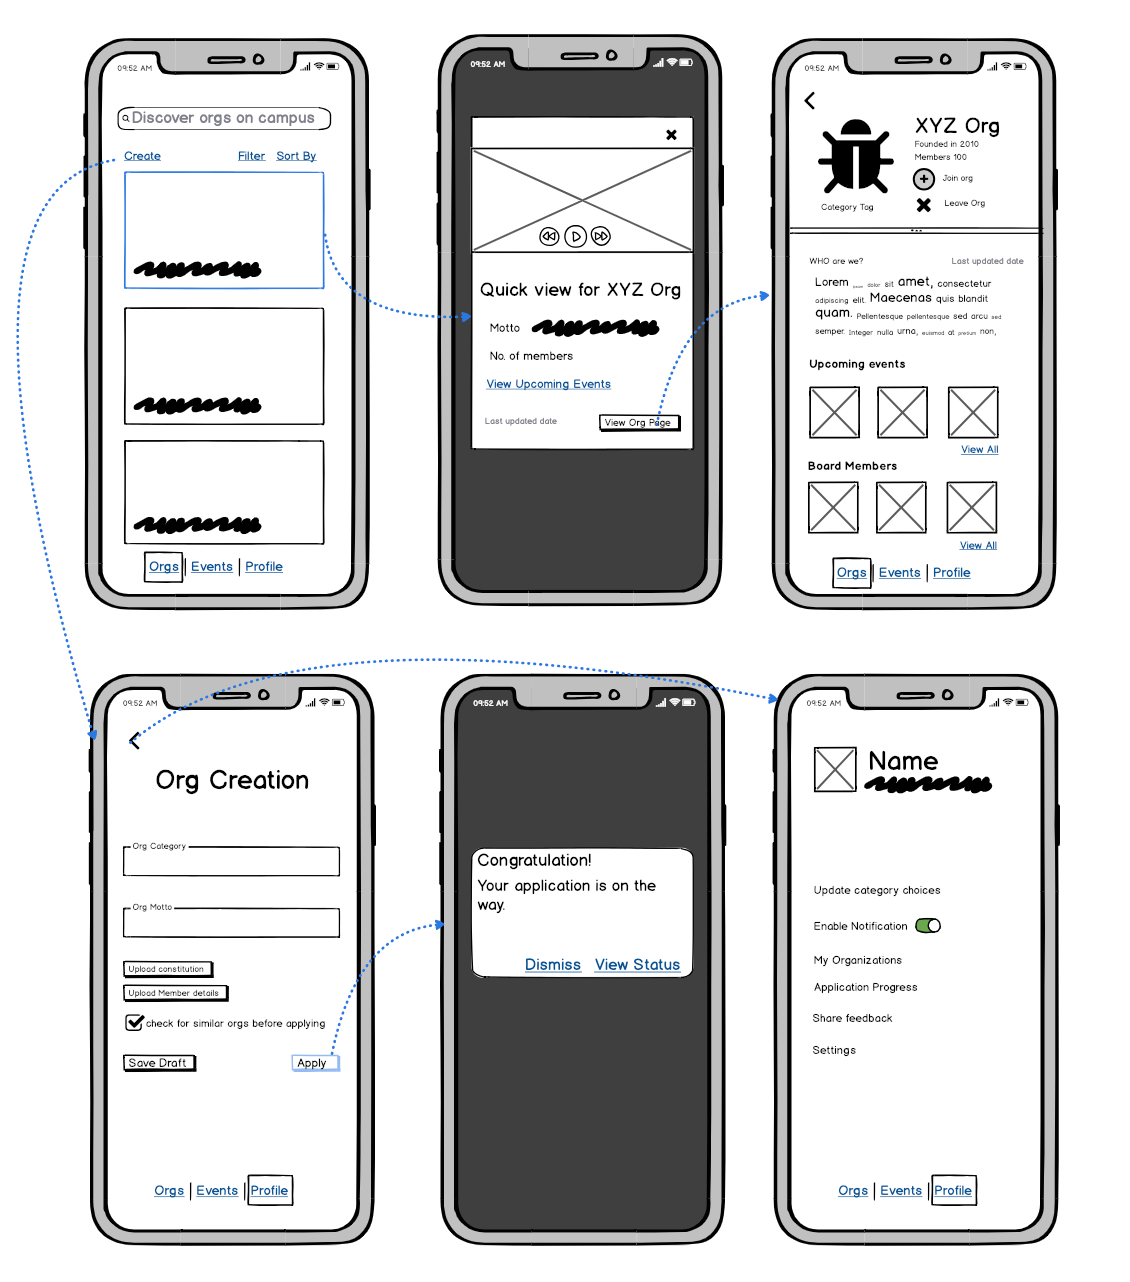 09:52 AM
Discover orgs on campus
Create Filter Sort By
Orgs Events Profile
09:52 AM
Quick view for XYZ Org
Motto
No. of members
View Upcoming Events
Last updated date View Org Page
09:52 AM
XYZ Org
Founded in 2010
Members 100
Join org
Leave Org
Category Tag
WHO are we? Last updated date
Lorem ipsum dolor sit amet, consectetur
adipiscing elit. Maecenas quis blandit
quam. Pellentesque pellentesque sed arcu sed
semper. Integer nulla urna, euismod at pretium non,
Upcoming events
View All
Board Members
View All
Orgs Events Profile
09:52 AM
Org Creation
Org Category
Org Motto
Upload constitution
Upload Member details
check for similar orgs before applying
Save Draft Apply
Orgs Events Profile
09:52 AM
Congratulation!
Your application is on the
way.
Dismiss View Status
09:52 AM
Name
Update category choices
Enable Notification
My Organizations
Application Progress
Share feedback
Settings
Orgs Events Profile